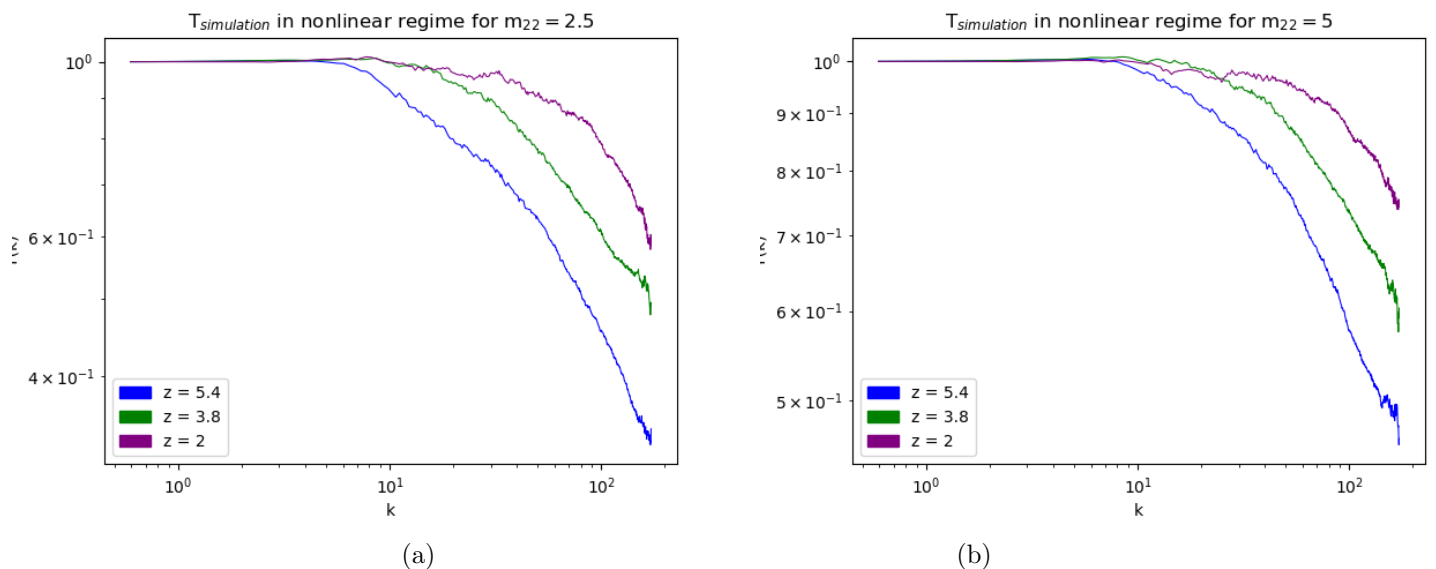 T_simulation in nonlinear regime for m_22 = 2.5
10^0
6 × 10^-1
4 × 10^-1
z = 5.4
z = 3.8
z = 2
10^0 10^1 10^2
k
(a)
T_simulation in nonlinear regime for m_22 = 5
10^0
9 × 10^-1
8 × 10^-1
7 × 10^-1
6 × 10^-1
5 × 10^-1
z = 5.4
z = 3.8
z = 2
10^0 10^1 10^2
k
(b)